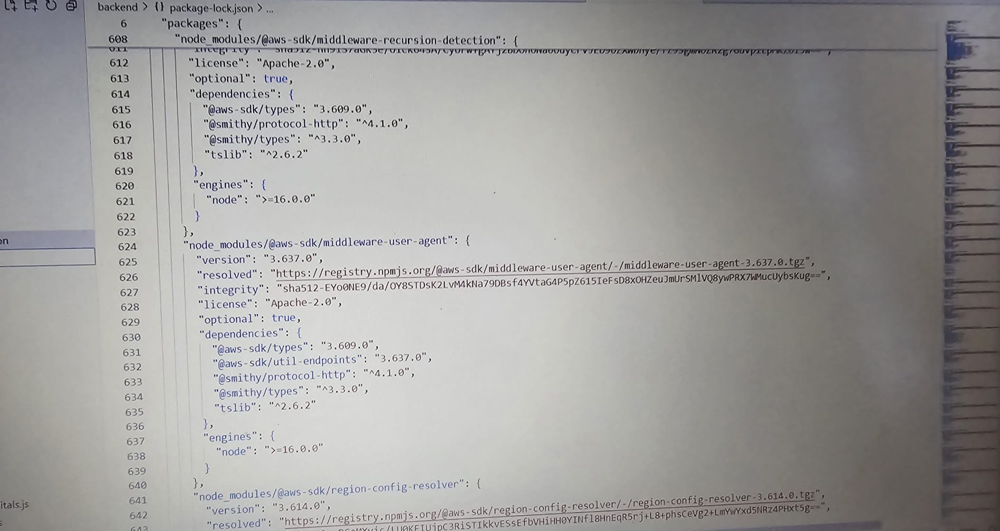 backend > {} package-lock.json > ...
6 "packages": {
608 "node_modules/@aws-sdk/middleware-recursion-detection": {
611 "integrity":
612 "license": "Apache-2.0",
613 "optional": true,
614 "dependencies": {
615 "@aws-sdk/types": "3.609.0",
616 "@smithy/protocol-http": "^4.1.0",
617 "@smithy/types": "^3.3.0",
618 "tslib": "^2.6.2"
619 },
620 "engines": {
621 "node": ">=16.0.0"
622 }
623 },
624 "node_modules/@aws-sdk/middleware-user-agent": {
625 "version": "3.637.0",
626 "resolved": "https://registry.npmjs.org/@aws-sdk/middleware-user-agent/-/middleware-user-agent-3.637.0.tgz",
627 "integrity": "sha512-EYo0NE9/da/OY8STDsK2LvM4kNa79DBsf4YVtaG4P5pZ615IeFsD8xOHZeuJmUrSMlVQ8ywPRX7WMucUybsKug==",
628 "license": "Apache-2.0",
629 "optional": true,
630 "dependencies": {
631 "@aws-sdk/types": "3.609.0",
632 "@aws-sdk/util-endpoints": "3.637.0",
633 "@smithy/protocol-http": "^4.1.0",
634 "@smithy/types": "^3.3.0",
635 "tslib": "^2.6.2"
636 },
637 "engines": {
638 "node": ">=16.0.0"
639 }
640 },
641 "node_modules/@aws-sdk/region-config-resolver": {
642 "version": "3.614.0",
643 "resolved": "https://registry.npmjs.org/@aws-sdk/region-config-resolver/-/region-config-resolver-3.614.0.tgz",
on
itals.js